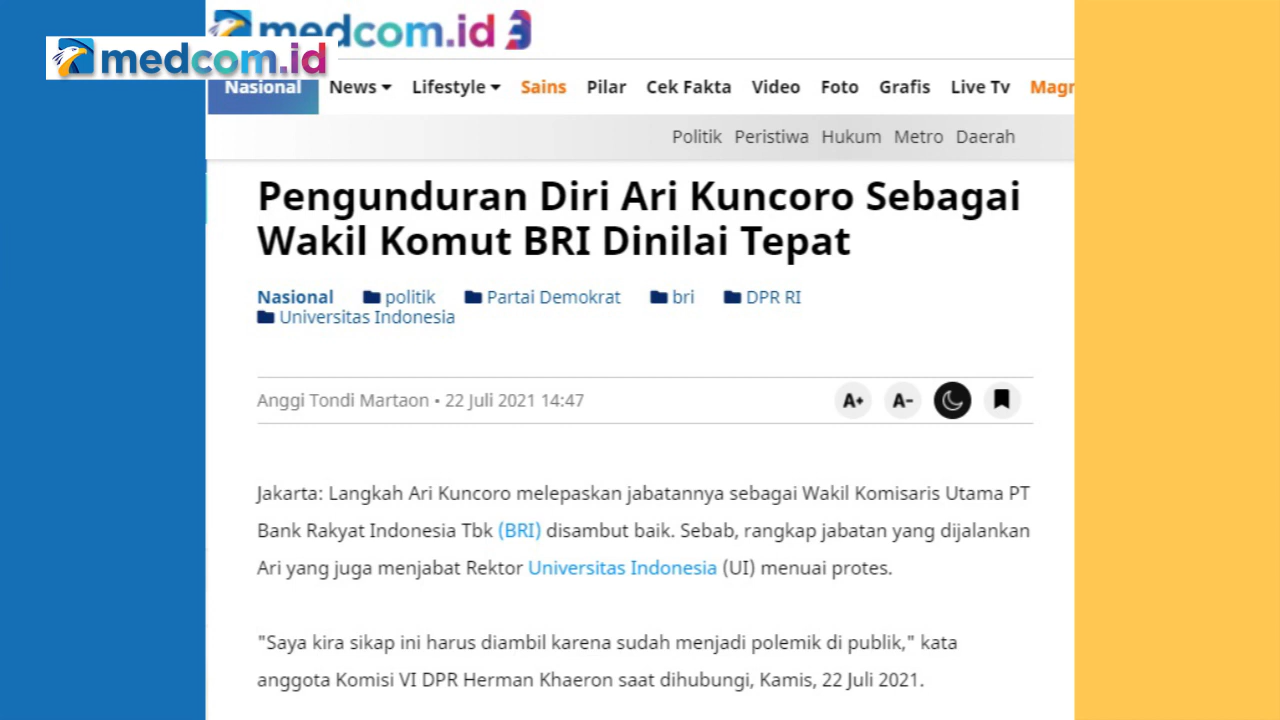 medcom.id
medcom.id
Nasional News Lifestyle Sains Pilar Cek Fakta Video Foto Grafis Live Tv
Politik Peristiwa Hukum Metro Daerah
Pengunduran Diri Ari Kuncoro Sebagai
Wakil Komut BRI Dinilai Tepat
Nasional politik Partai Demokrat bri DPR RI
Universitas Indonesia
Anggi Tondi Martaon • 22 Juli 2021 14:47 A+ A-
Jakarta: Langkah Ari Kuncoro melepaskan jabatannya sebagai Wakil Komisaris Utama PT
Bank Rakyat Indonesia Tbk (BRI) disambut baik. Sebab, rangkap jabatan yang dijalankan
Ari yang juga menjabat Rektor Universitas Indonesia (UI) menuai protes.
"Saya kira sikap ini harus diambil karena sudah menjadi polemik di publik," kata
anggota Komisi VI DPR Herman Khaeron saat dihubungi, Kamis, 22 Juli 2021.